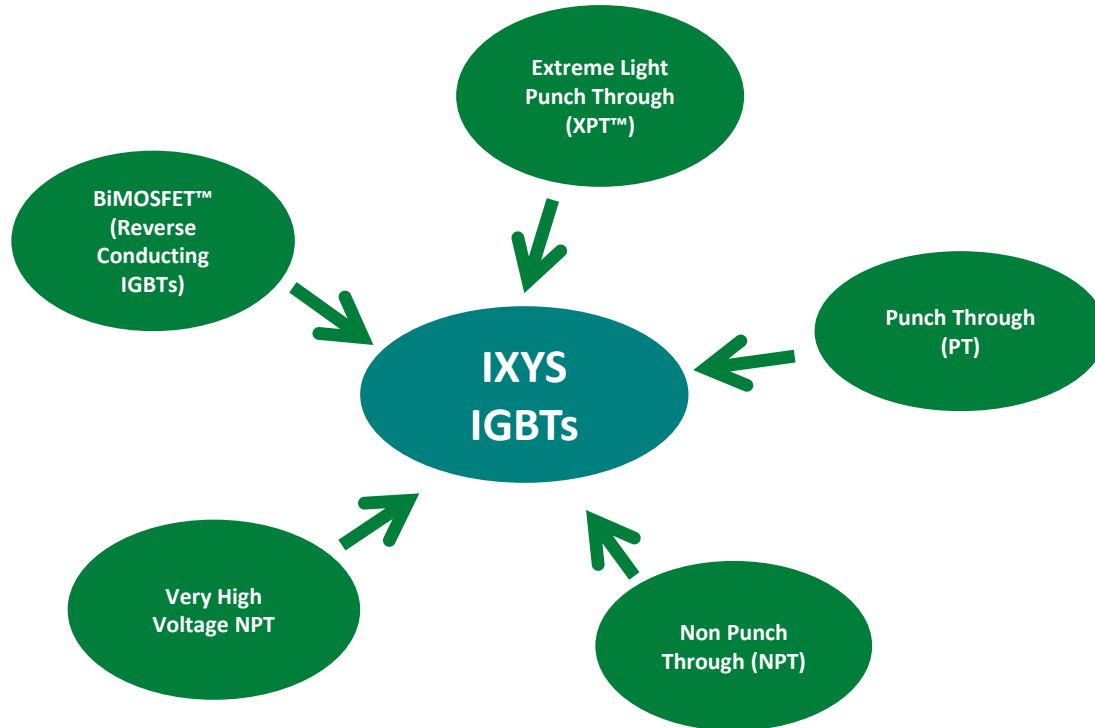 Extreme Light
Punch Through
(XPT™)
BiMOSFET™
(Reverse
Conducting
IGBTs)
Punch Through
(PT)
IXYS
IGBTs
Very High
Voltage NPT
Non Punch
Through (NPT)